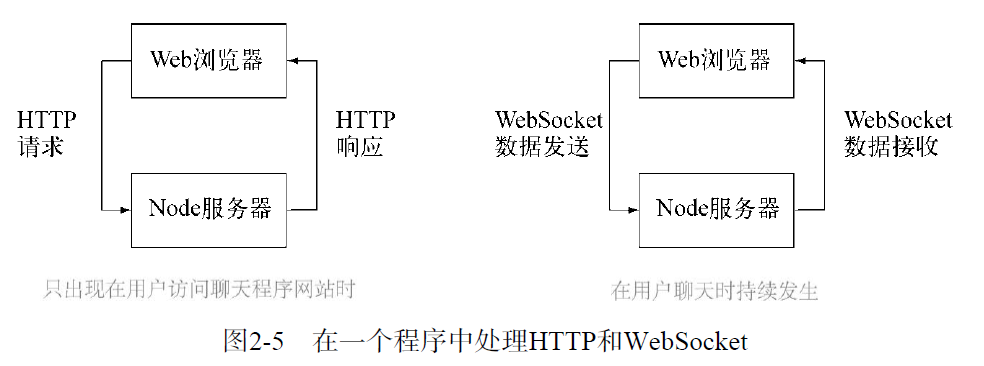 Web浏览器
HTTP
请求
HTTP
响应
Node服务器
只出现在用户访问聊天程序网站时
Web浏览器
WebSocket
数据发送
WebSocket
数据接收
Node服务器
在用户聊天时持续发生
图2-5 在一个程序中处理HTTP和WebSocket